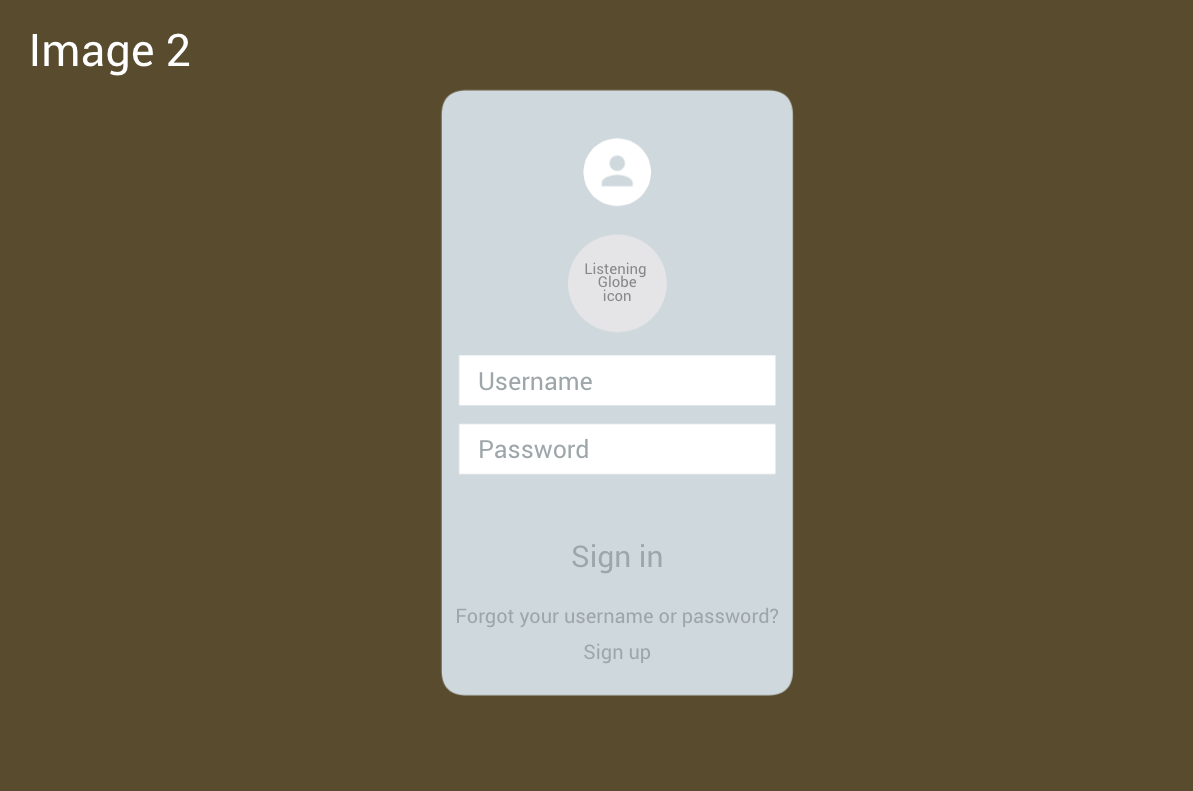 Image 2
Listening
Globe
icon
Username
Password
Sign in
Forgot your username or password?
Sign up